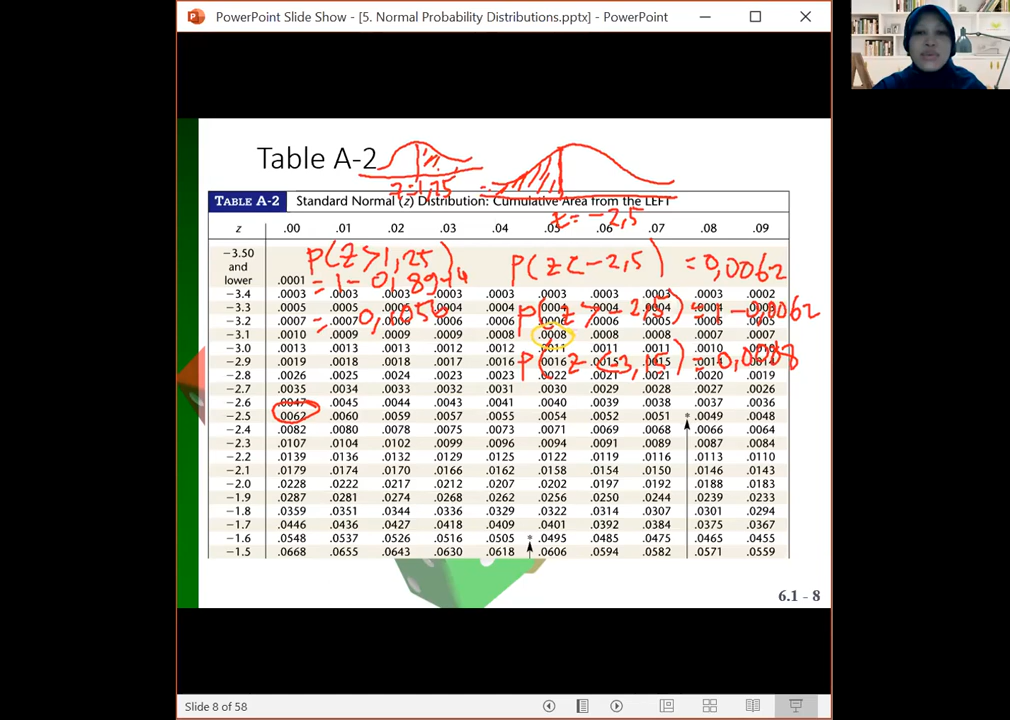 PowerPoint Slide Show - [5. Normal Probability Distributions.pptx] - PowerPoint
Table A-2
z=1,25
TABLE A-2 Standard Normal (z) Distribution: Cumulative Area from the LEFT
z = -2,5
z .00 .01 .02 .03 .04 .05 .06 .07 .08 .09
P(Z>1,25)
= 1 - 0,8944
= 0,1056
P(z<-2,5) = 0,0062
P(z>-2,5) = 1-0,0062
P(z<-3,15) = 0,0008
-3.50
and
lower .0001
-3.4 .0003 .0003 .0003 .0003 .0003 .0003 .0003 .0003 .0003 .0002
-3.3 .0005 .0005 .0005 .0004 .0004 .0004 .0004 .0004 .0004 .0003
-3.2 .0007 .0007 .0006 .0006 .0006 .0006 .0006 .0005 .0005 .0005
-3.1 .0010 .0009 .0009 .0009 .0008 .0008 .0008 .0008 .0007 .0007
-3.0 .0013 .0013 .0013 .0012 .0012 .0011 .0011 .0011 .0010 .0010
-2.9 .0019 .0018 .0018 .0017 .0016 .0016 .0015 .0015 .0014 .0014
-2.8 .0026 .0025 .0024 .0023 .0023 .0022 .0021 .0021 .0020 .0019
-2.7 .0035 .0034 .0033 .0032 .0031 .0030 .0029 .0028 .0027 .0026
-2.6 .0047 .0045 .0044 .0043 .0041 .0040 .0039 .0038 .0037 .0036
-2.5 .0062 .0060 .0059 .0057 .0055 .0054 .0052 .0051 * .0049 .0048
-2.4 .0082 .0080 .0078 .0075 .0073 .0071 .0069 .0068 .0066 .0064
-2.3 .0107 .0104 .0102 .0099 .0096 .0094 .0091 .0089 .0087 .0084
-2.2 .0139 .0136 .0132 .0129 .0125 .0122 .0119 .0116 .0113 .0110
-2.1 .0179 .0174 .0170 .0166 .0162 .0158 .0154 .0150 .0146 .0143
-2.0 .0228 .0222 .0217 .0212 .0207 .0202 .0197 .0192 .0188 .0183
-1.9 .0287 .0281 .0274 .0268 .0262 .0256 .0250 .0244 .0239 .0233
-1.8 .0359 .0351 .0344 .0336 .0329 .0322 .0314 .0307 .0301 .0294
-1.7 .0446 .0436 .0427 .0418 .0409 .0401 .0392 .0384 .0375 .0367
-1.6 .0548 .0537 .0526 .0516 .0505 * .0495 .0485 .0475 .0465 .0455
-1.5 .0668 .0655 .0643 .0630 .0618 .0606 .0594 .0582 .0571 .0559
6.1 - 8
Slide 8 of 58